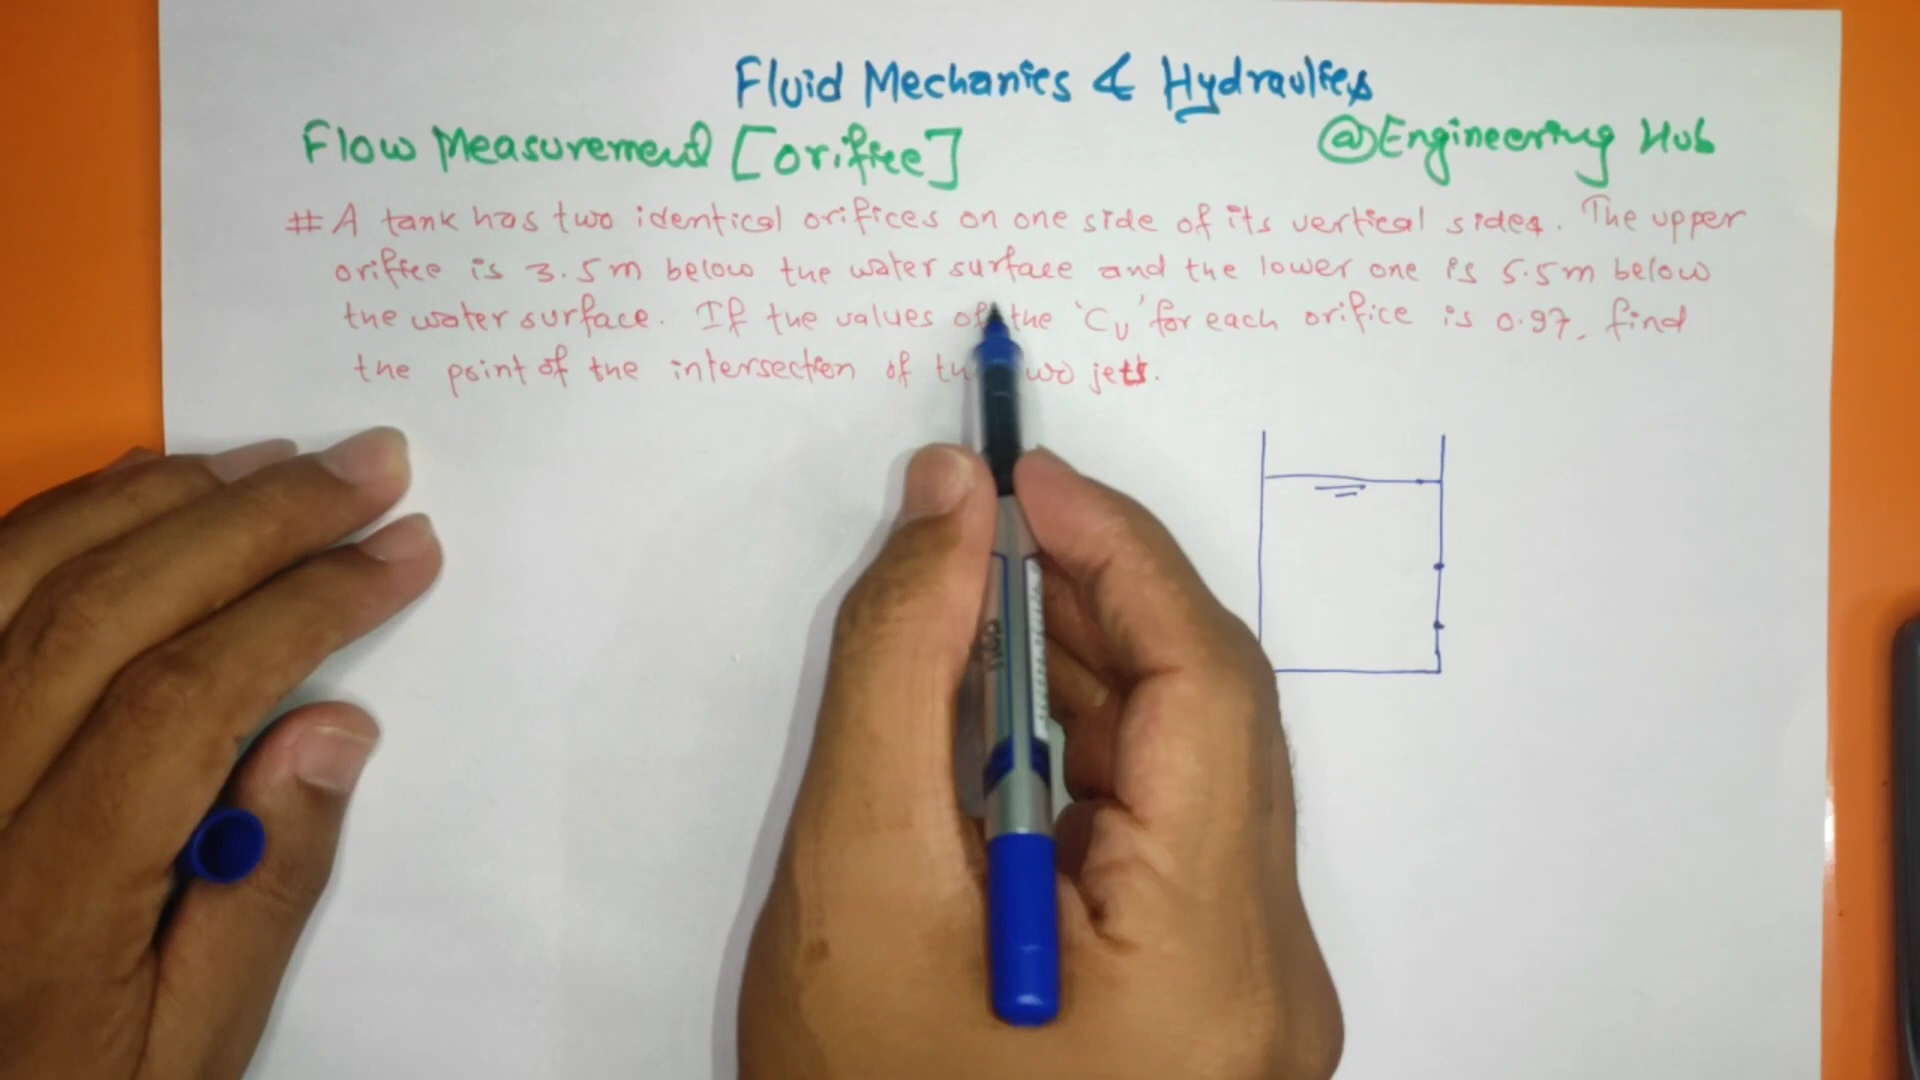 Fluid Mechanics & Hydraulics
Flow Measurement [orifice]
@Engineering Hub
# A tank has two identical orifices on one side of its vertical sides. The upper
orifice is 3.5m below the water surface and the lower one is 5.5m below
the water surface. If the values of the 'Cv' for each orifice is 0.97, find
the point of the intersection of jets.